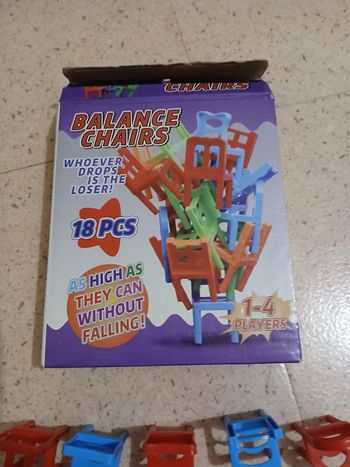 CHAIRS
BALANCE
CHAIRS
WHOEVER
DROPS
IS THE
LOSER!
18 PCS
AS HIGH AS
THEY CAN
WITHOUT
FALLING!
1-4
PLAYERS